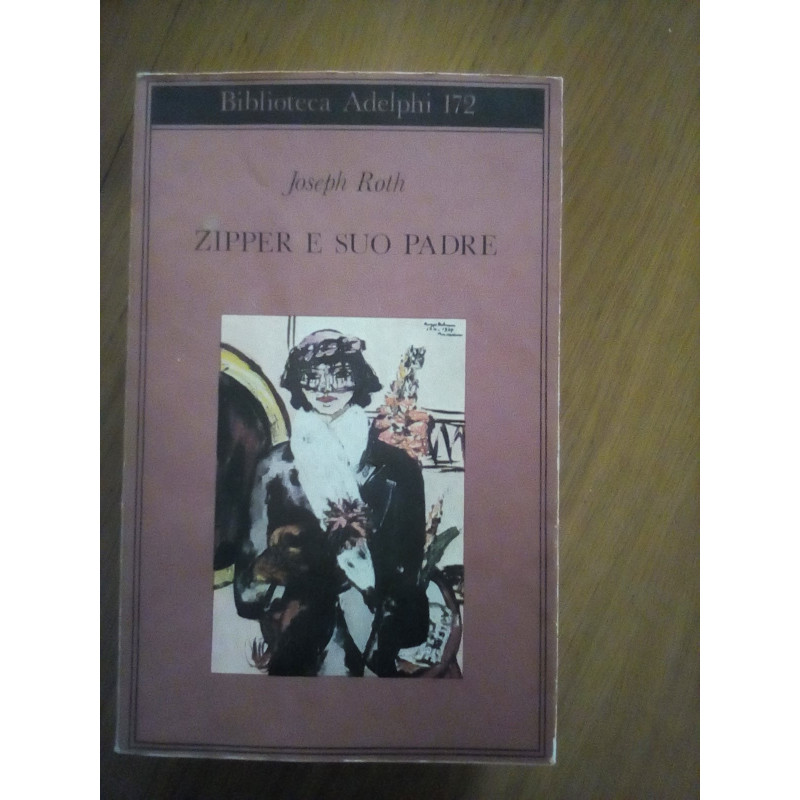 Biblioteca Adelphi 172
Joseph Roth
ZIPPER E SUO PADRE